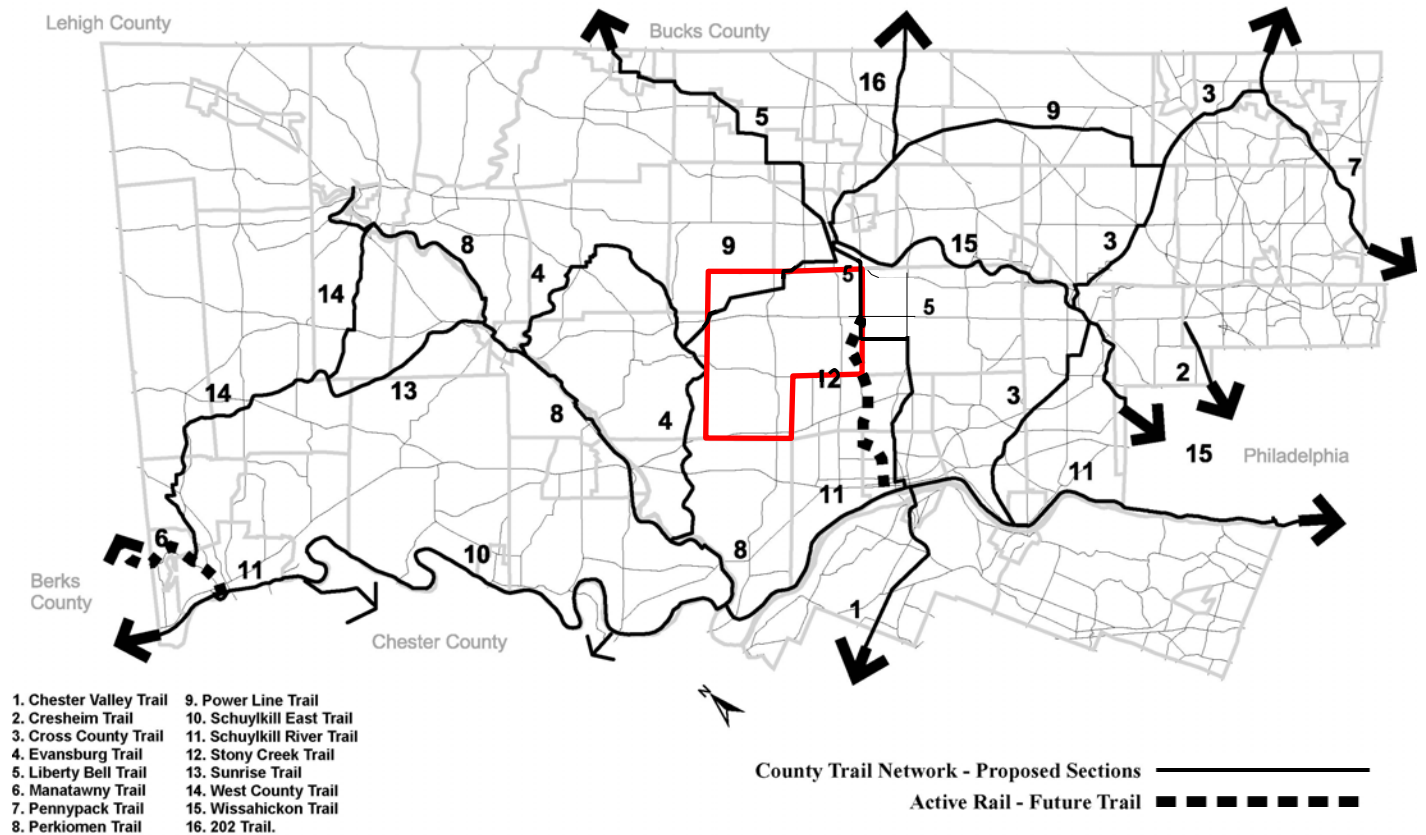 Lehigh County
Bucks County
16
3
9
5
7
8
9
15
3
4
5
14
5
2
12
14
13
3
8
4
15
Philadelphia
11
11
6
10
8
11
Berks
County
1
Chester County
N
1. Chester Valley Trail
2. Cresheim Trail
3. Cross County Trail
4. Evansburg Trail
5. Liberty Bell Trail
6. Manatawny Trail
7. Pennypack Trail
8. Perkiomen Trail
9. Power Line Trail
10. Schuylkill East Trail
11. Schuylkill River Trail
12. Stony Creek Trail
13. Sunrise Trail
14. West County Trail
15. Wissahickon Trail
16. 202 Trail.
County Trail Network - Proposed Sections
Active Rail - Future Trail